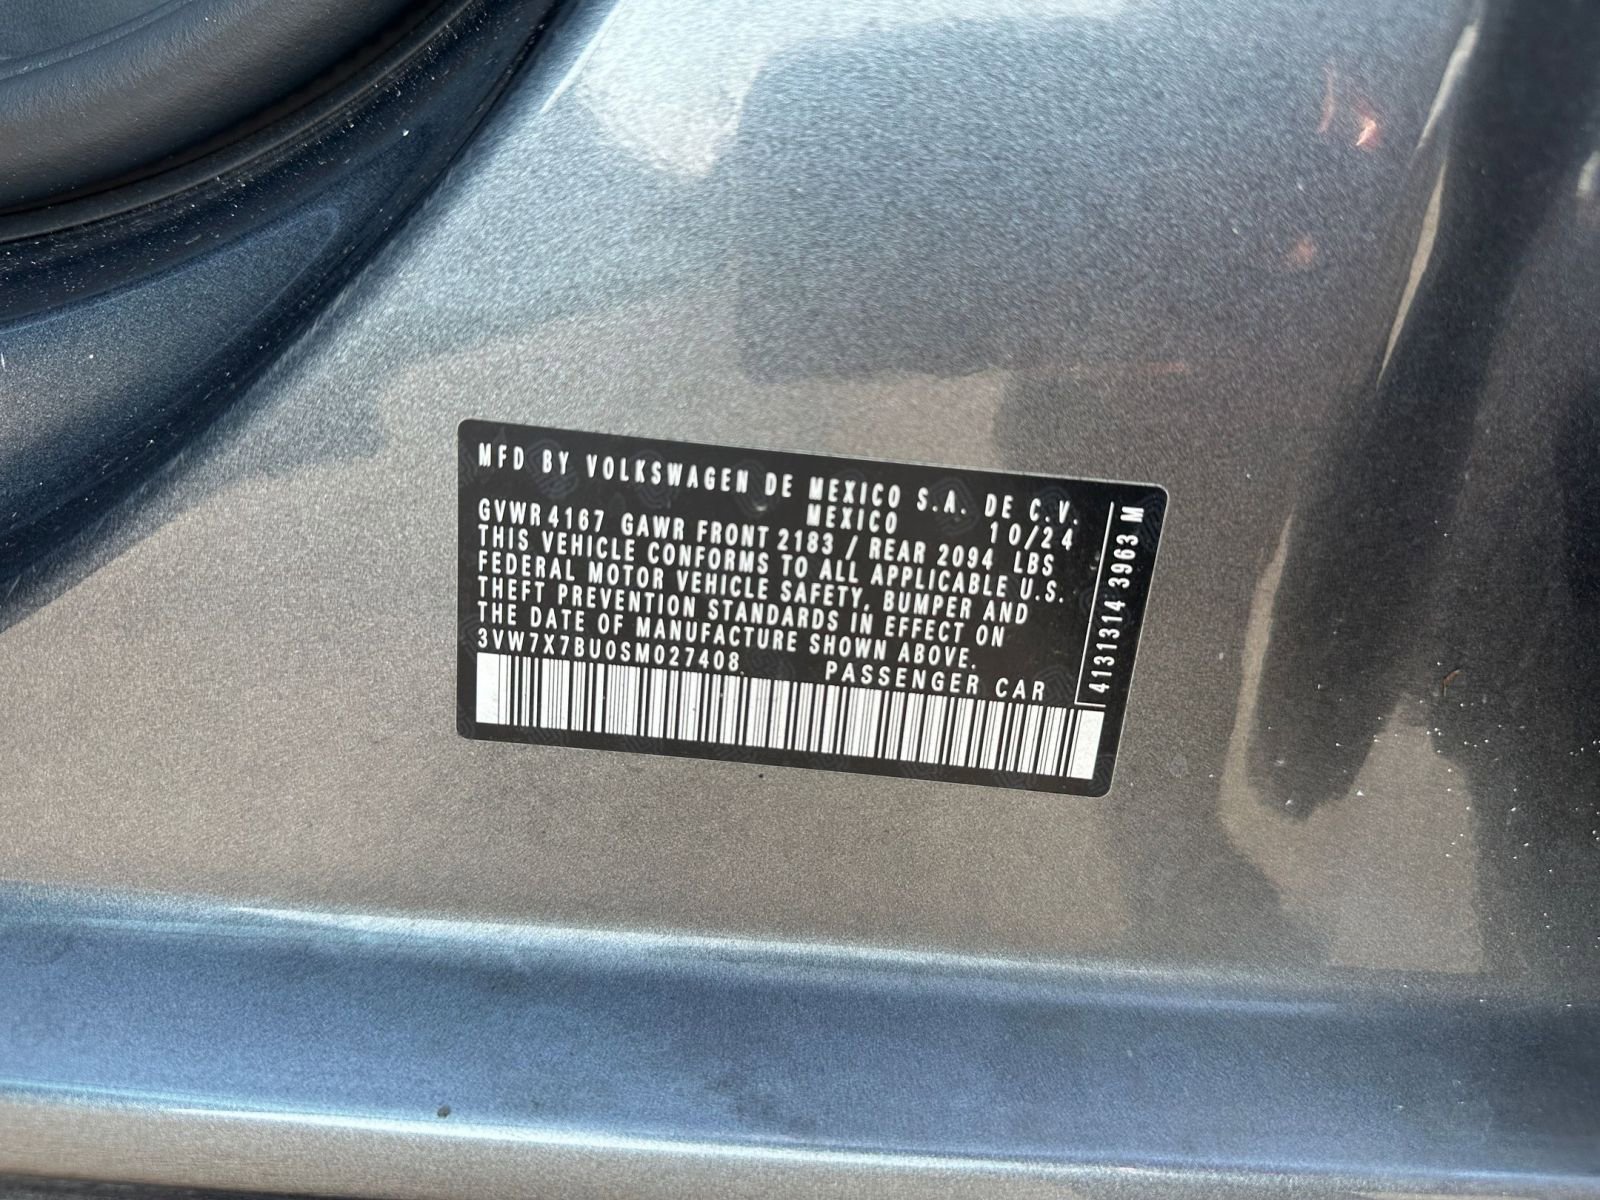 MFD BY VOLKSWAGEN DE MEXICO S.A. DE C.V.
MEXICO 10/24
GVWR 4167 GAWR FRONT 2183 / REAR 2094 LBS
THIS VEHICLE CONFORMS TO ALL APPLICABLE U.S.
FEDERAL MOTOR VEHICLE SAFETY, BUMPER AND
THEFT PREVENTION STANDARDS IN EFFECT ON
THE DATE OF MANUFACTURE SHOWN ABOVE.
3VW7X7BU0SM027408 PASSENGER CAR
4131314 3963 M